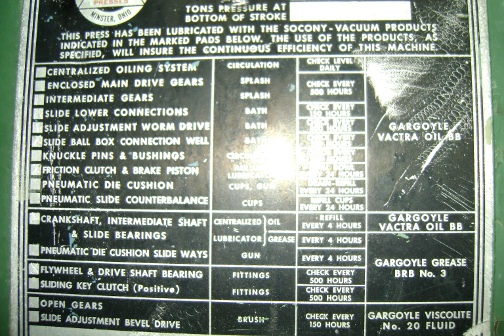 PRESSES
MINSTER, OHIO
TONS PRESSURE AT
BOTTOM OF STROKE
THIS PRESS HAS BEEN LUBRICATED WITH THE SOCONY-VACUUM PRODUCTS
INDICATED IN THE MARKED PADS BELOW. THE USE OF THE PRODUCTS, AS
SPECIFIED, WILL INSURE THE CONTINUOUS EFFICIENCY OF THIS MACHINE.
CENTRALIZED OILING SYSTEM CIRCULATION CHECK LEVEL DAILY
ENCLOSED MAIN DRIVE GEARS SPLASH CHECK EVERY 500 HOURS
INTERMEDIATE GEARS SPLASH
SLIDE LOWER CONNECTIONS BATH CHECK EVERY 150 HOURS
SLIDE ADJUSTMENT WORM DRIVE BATH
SLIDE BALL BOX CONNECTION WELL BATH
GARGOYLE
VACTRA OIL BB
KNUCKLE PINS & BUSHINGS
FRICTION CLUTCH & BRAKE PISTON
PNEUMATIC DIE CUSHION CUPS, GUN EVERY 24 HOURS
PNEUMATIC SLIDE COUNTERBALANCE CUPS REFILL CUPS EVERY 24 HOURS
CRANKSHAFT, INTERMEDIATE SHAFT
& SLIDE BEARINGS
CENTRALIZED OIL REFILL EVERY 4 HOURS
GARGOYLE
VACTRA OIL BB
LUBRICATOR GREASE EVERY 4 HOURS
PNEUMATIC DIE CUSHION SLIDE WAYS GUN EVERY 4 HOURS
GARGOYLE GREASE
BRB No. 3
FLYWHEEL & DRIVE SHAFT BEARING FITTINGS CHECK EVERY 500 HOURS
SLIDING KEY CLUTCH (Positive) FITTINGS CHECK EVERY 500 HOURS
OPEN GEARS
SLIDE ADJUSTMENT BEVEL DRIVE BRUSH CHECK EVERY 150 HOURS
GARGOYLE VISCOLITE
No. 20 FLUID